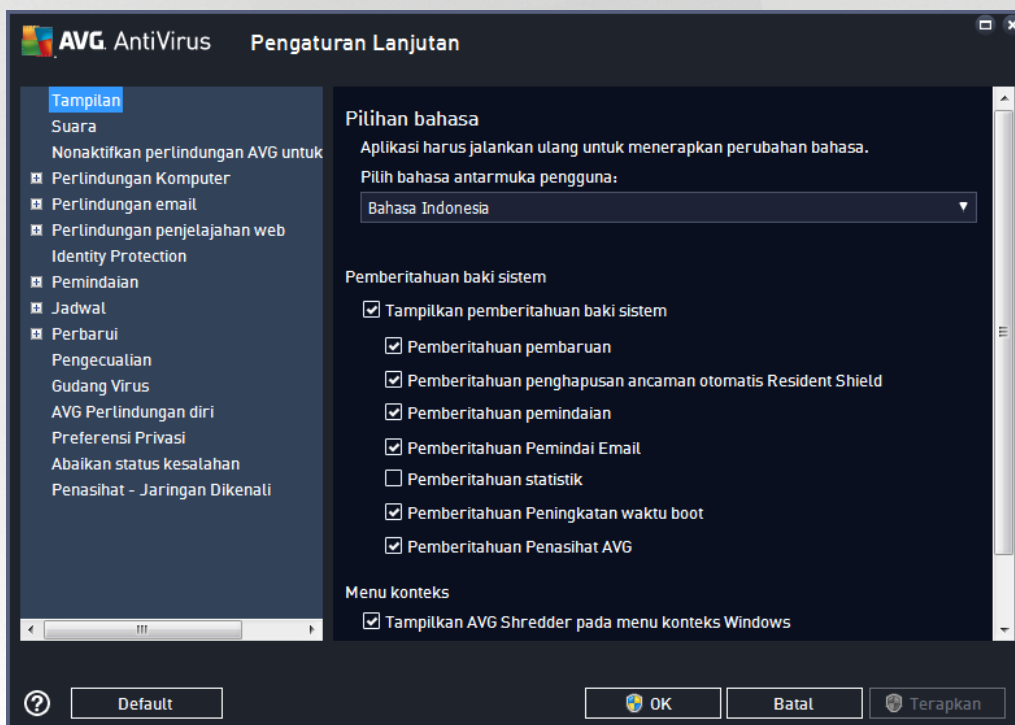 AVG. AntiVirus Pengaturan Lanjutan
Tampilan
Suara
Nonaktifkan perlindungan AVG untuk
Perlindungan Komputer
Perlindungan email
Perlindungan penjelajahan web
Identity Protection
Pemindaian
Jadwal
Perbarui
Pengecualian
Gudang Virus
AVG Perlindungan diri
Preferensi Privasi
Abaikan status kesalahan
Penasihat - Jaringan Dikenali
Pilihan bahasa
Aplikasi harus jalankan ulang untuk menerapkan perubahan bahasa.
Pilih bahasa antarmuka pengguna:
Bahasa Indonesia
Pemberitahuan baki sistem
Tampilkan pemberitahuan baki sistem
Pemberitahuan pembaruan
Pemberitahuan penghapusan ancaman otomatis Resident Shield
Pemberitahuan pemindaian
Pemberitahuan Pemindai Email
Pemberitahuan statistik
Pemberitahuan Peningkatan waktu boot
Pemberitahuan Penasihat AVG
Menu konteks
Tampilkan AVG Shredder pada menu konteks Windows
? Default OK Batal Terapkan